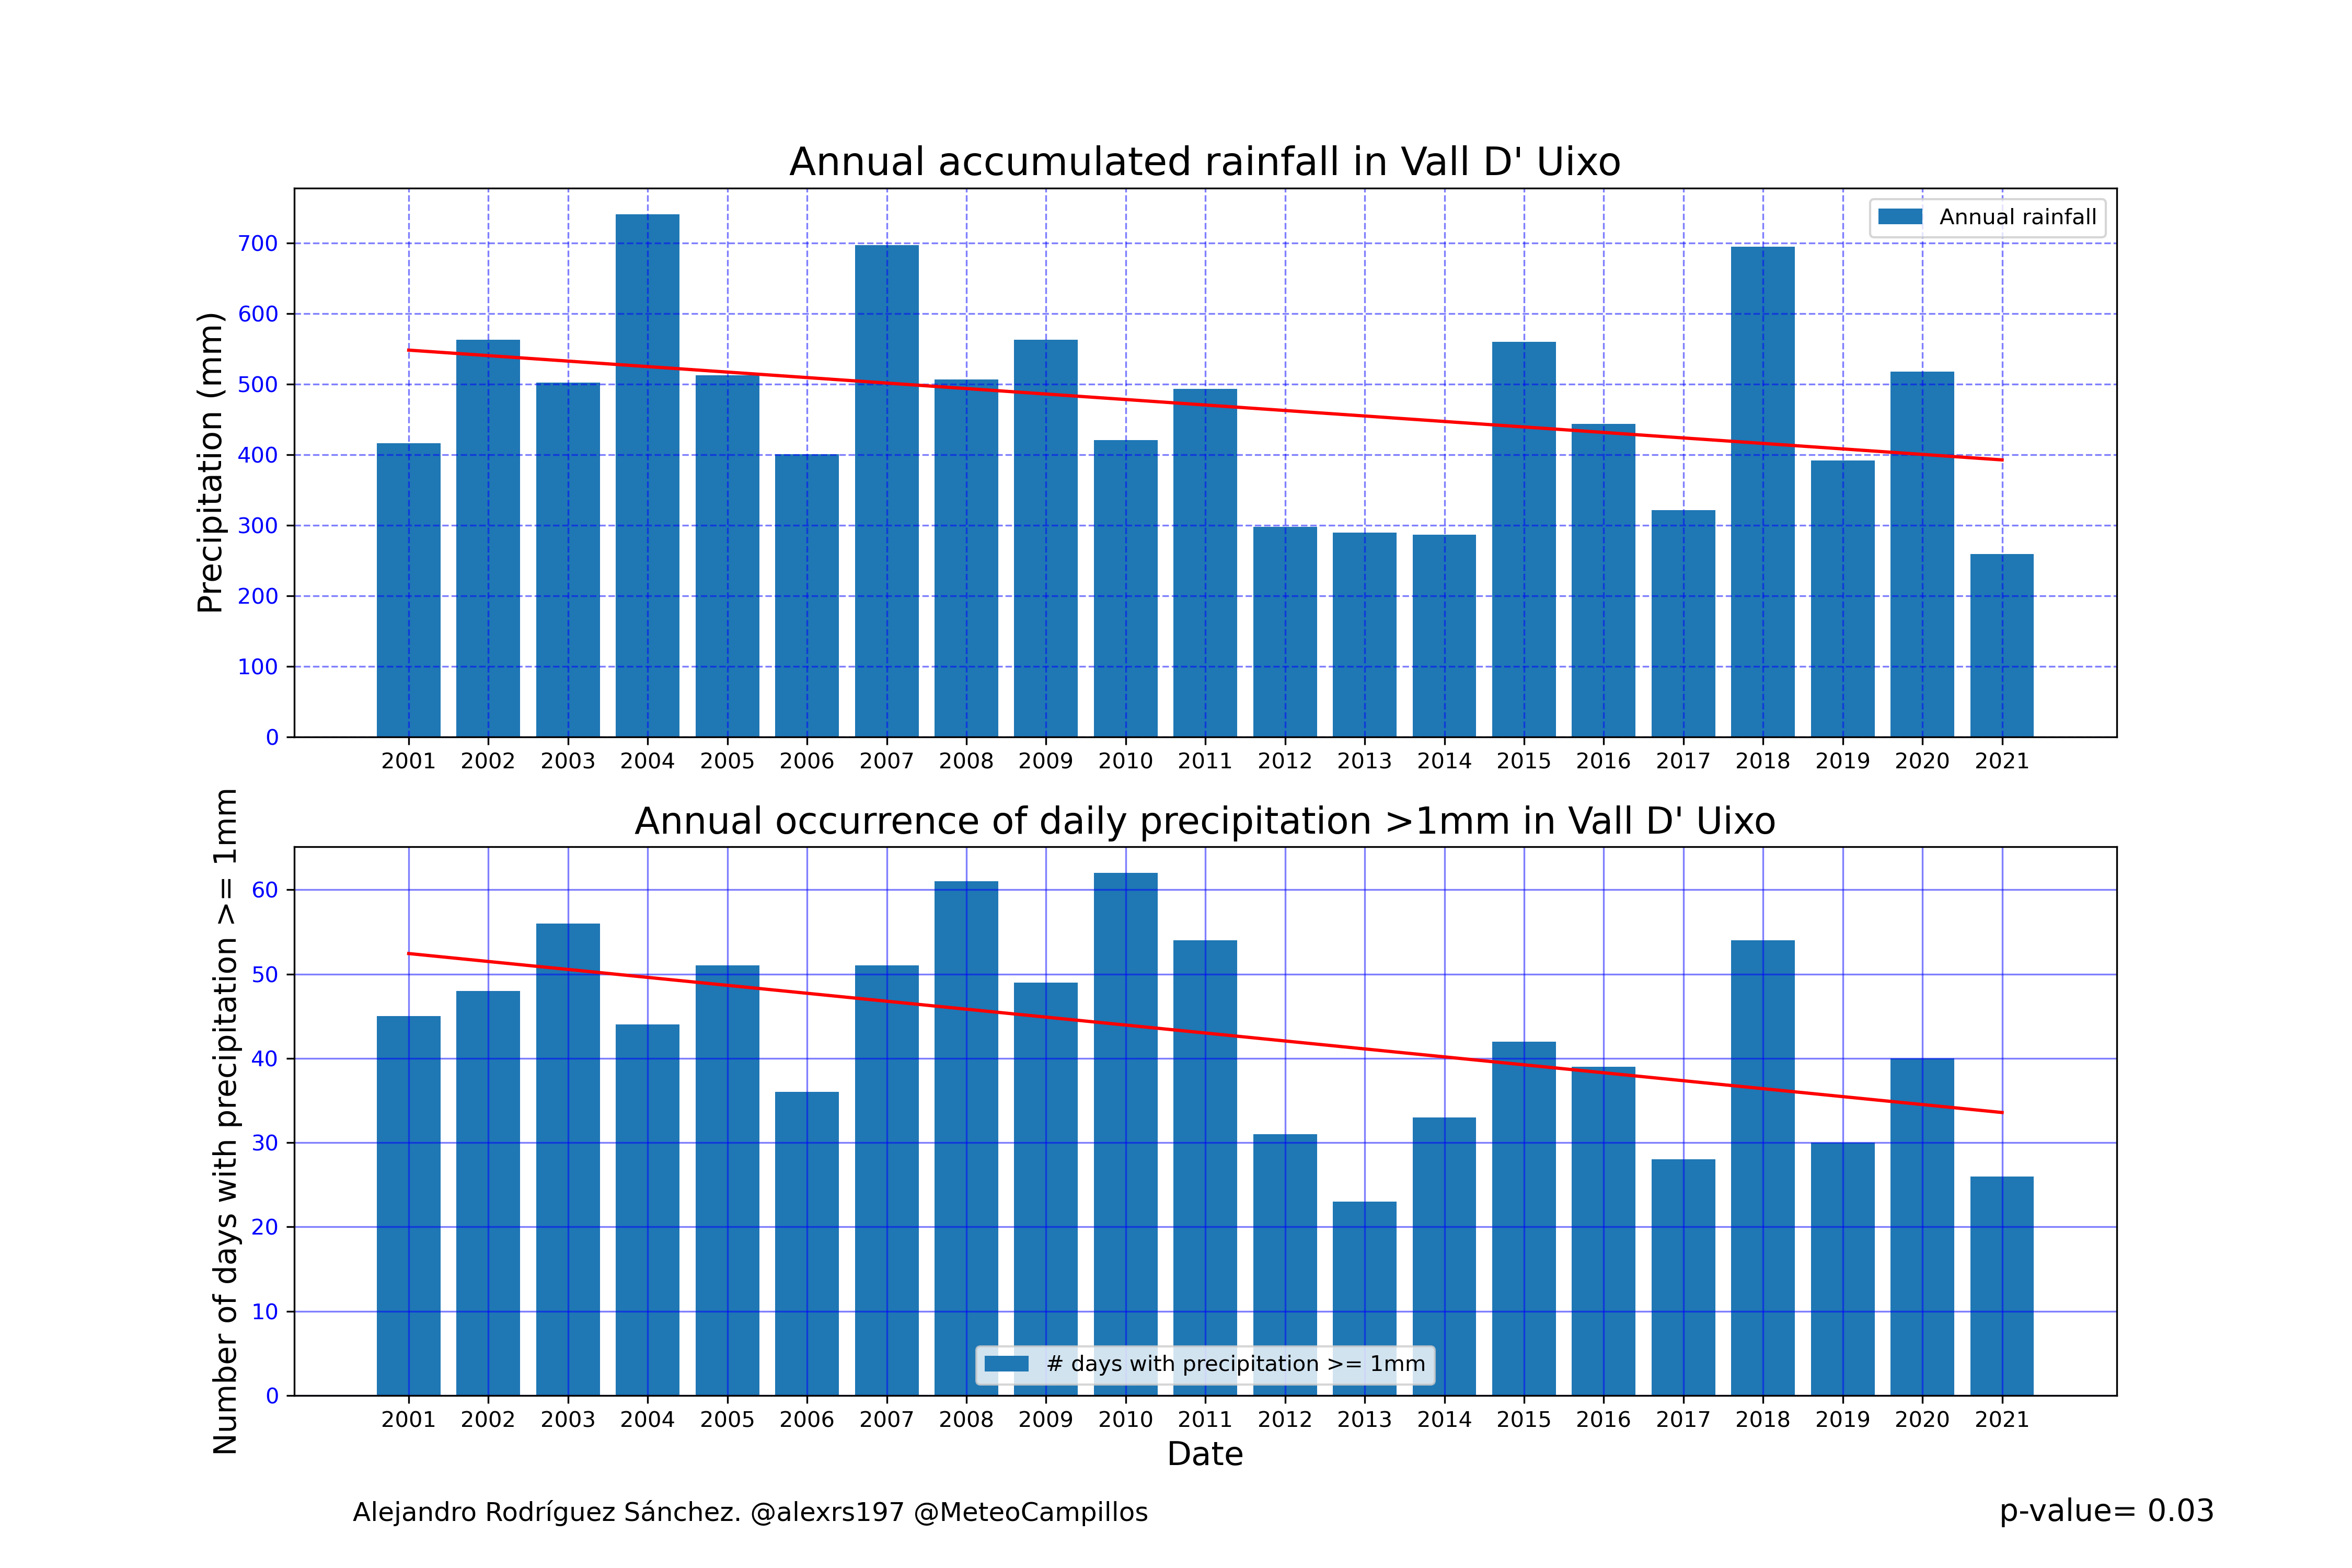 Annual accumulated rainfall in Vall D' Uixo
Precipitation (mm)
700
600
500
400
300
200
100
0
Annual rainfall
2001 2002 2003 2004 2005 2006 2007 2008 2009 2010 2011 2012 2013 2014 2015 2016 2017 2018 2019 2020 2021
Annual occurrence of daily precipitation >1mm in Vall D' Uixo
Number of days with precipitation >= 1mm
60
50
40
30
20
10
0
# days with precipitation >= 1mm
2001 2002 2003 2004 2005 2006 2007 2008 2009 2010 2011 2012 2013 2014 2015 2016 2017 2018 2019 2020 2021
Date
Alejandro Rodríguez Sánchez. @alexrs197 @MeteoCampillos
p-value= 0.03